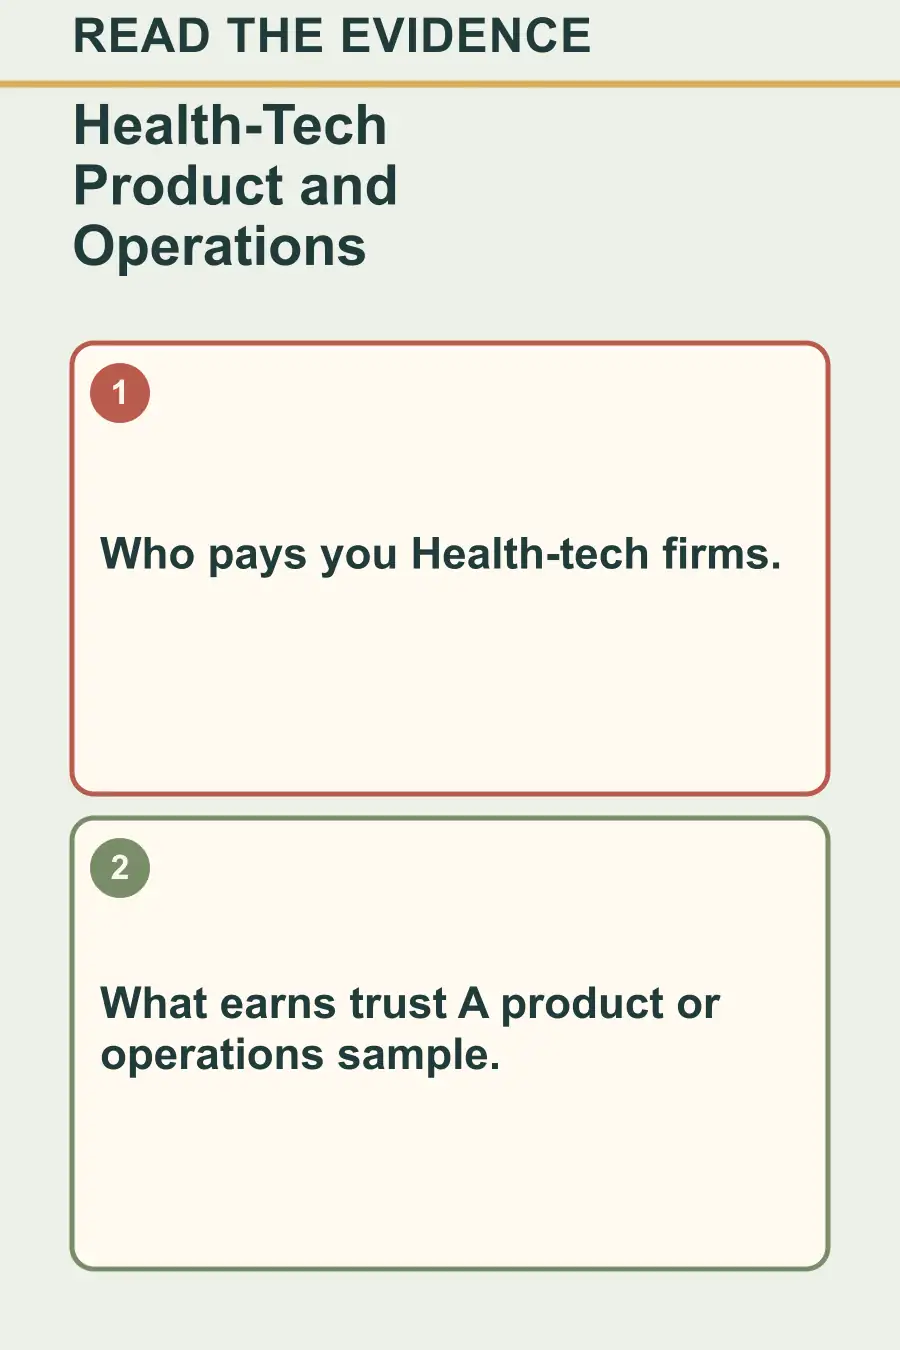 READ THE EVIDENCE
Health-Tech
Product and
Operations
1
Who pays you Health-tech firms.
2
What earns trust A product or
operations sample.